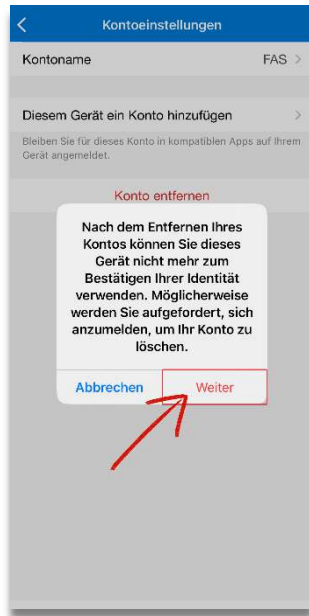 Kontoeinstellungen
Kontoname FAS
Diesem Gerät ein Konto hinzufügen
Bleiben Sie für dieses Konto in kompatiblen Apps auf Ihrem
Gerät angemeldet.
Konto entfernen
Nach dem Entfernen Ihres
Kontos können Sie dieses
Gerät nicht mehr zum
Bestätigen Ihrer Identität
verwenden. Möglicherweise
werden Sie aufgefordert, sich
anzumelden, um Ihr Konto zu
löschen.
Abbrechen Weiter